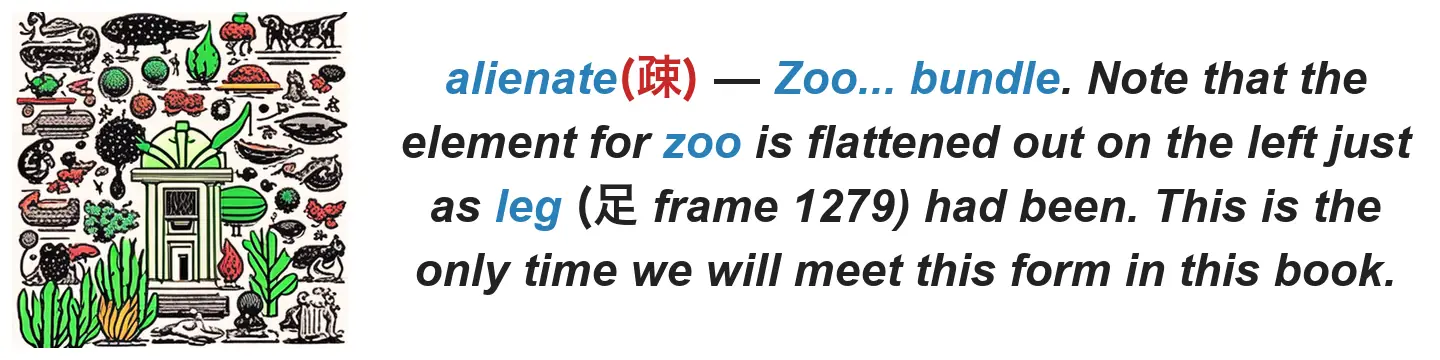 alienate(疎) — Zoo... bundle. Note that the
element for zoo is flattened out on the left just
as leg (足 frame 1279) had been. This is the
only time we will meet this form in this book.